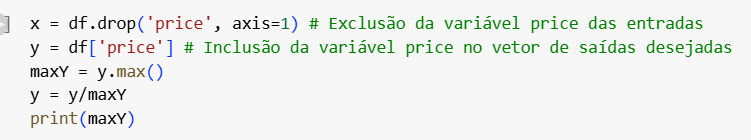 x = df.drop('price', axis=1) # Exclusão da variável price das entradas
y = df['price'] # Inclusão da variável price no vetor de saídas desejadas
maxY = y.max()
y = y/maxY
print(maxY)